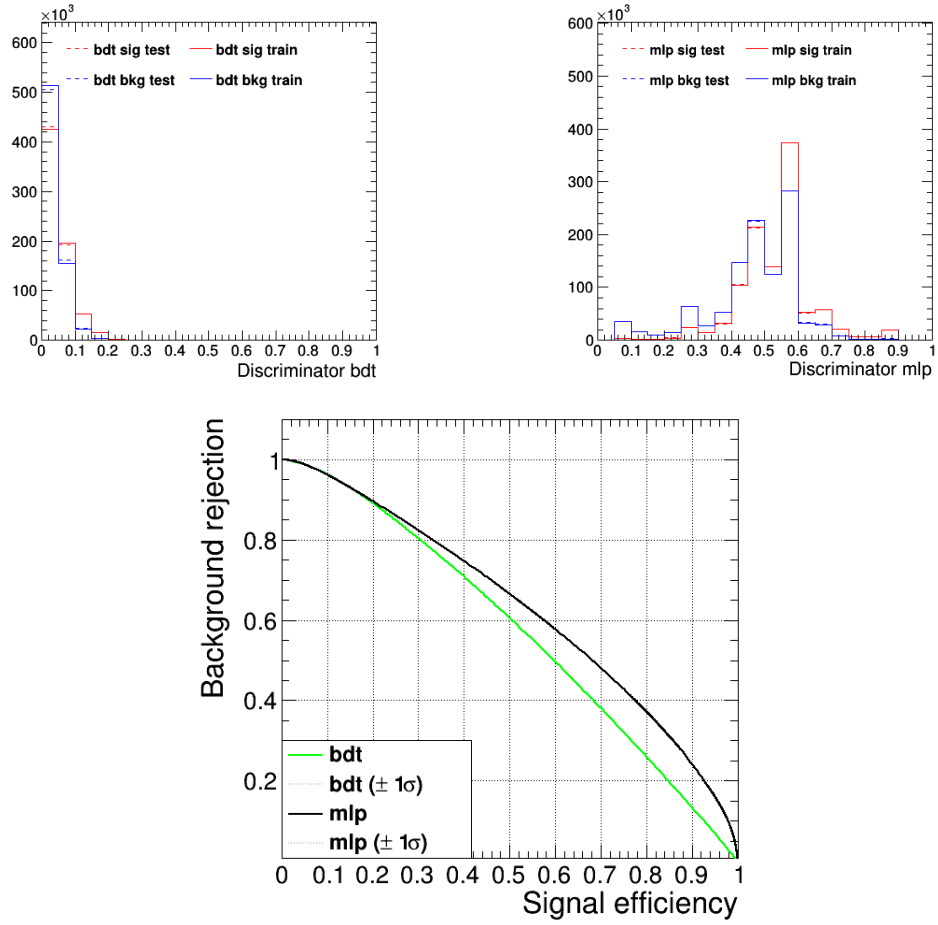 ×10³
600
500
400
300
200
100
0
bdt sig test
bdt sig train
bdt bkg test
bdt bkg train
0 0.1 0.2 0.3 0.4 0.5 0.6 0.7 0.8 0.9 1
Discriminator bdt
×10³
600
500
400
300
200
100
0
mlp sig test
mlp sig train
mlp bkg test
mlp bkg train
0 0.1 0.2 0.3 0.4 0.5 0.6 0.7 0.8 0.9 1
Discriminator mlp
Background rejection
1
0.8
0.6
0.4
0.2
bdt
bdt (± 1σ)
mlp
mlp (± 1σ)
0 0.1 0.2 0.3 0.4 0.5 0.6 0.7 0.8 0.9 1
Signal efficiency